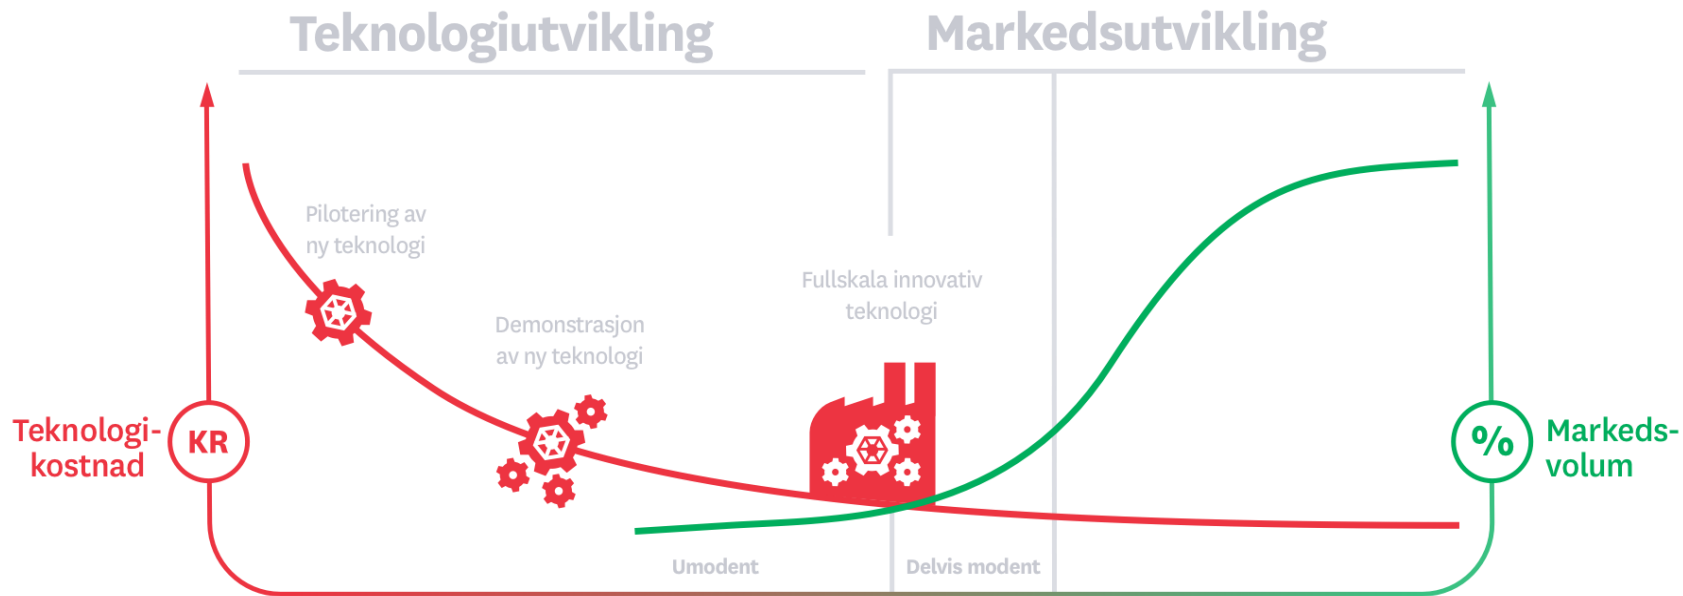 Teknologiutvikling
Markedsutvikling
Pilotering av
ny teknologi
Demonstrasjon
av ny teknologi
Fullskala innovativ
teknologi
Teknologi-
kostnad
KR
%
Markeds-
volum
Umodent
Delvis modent